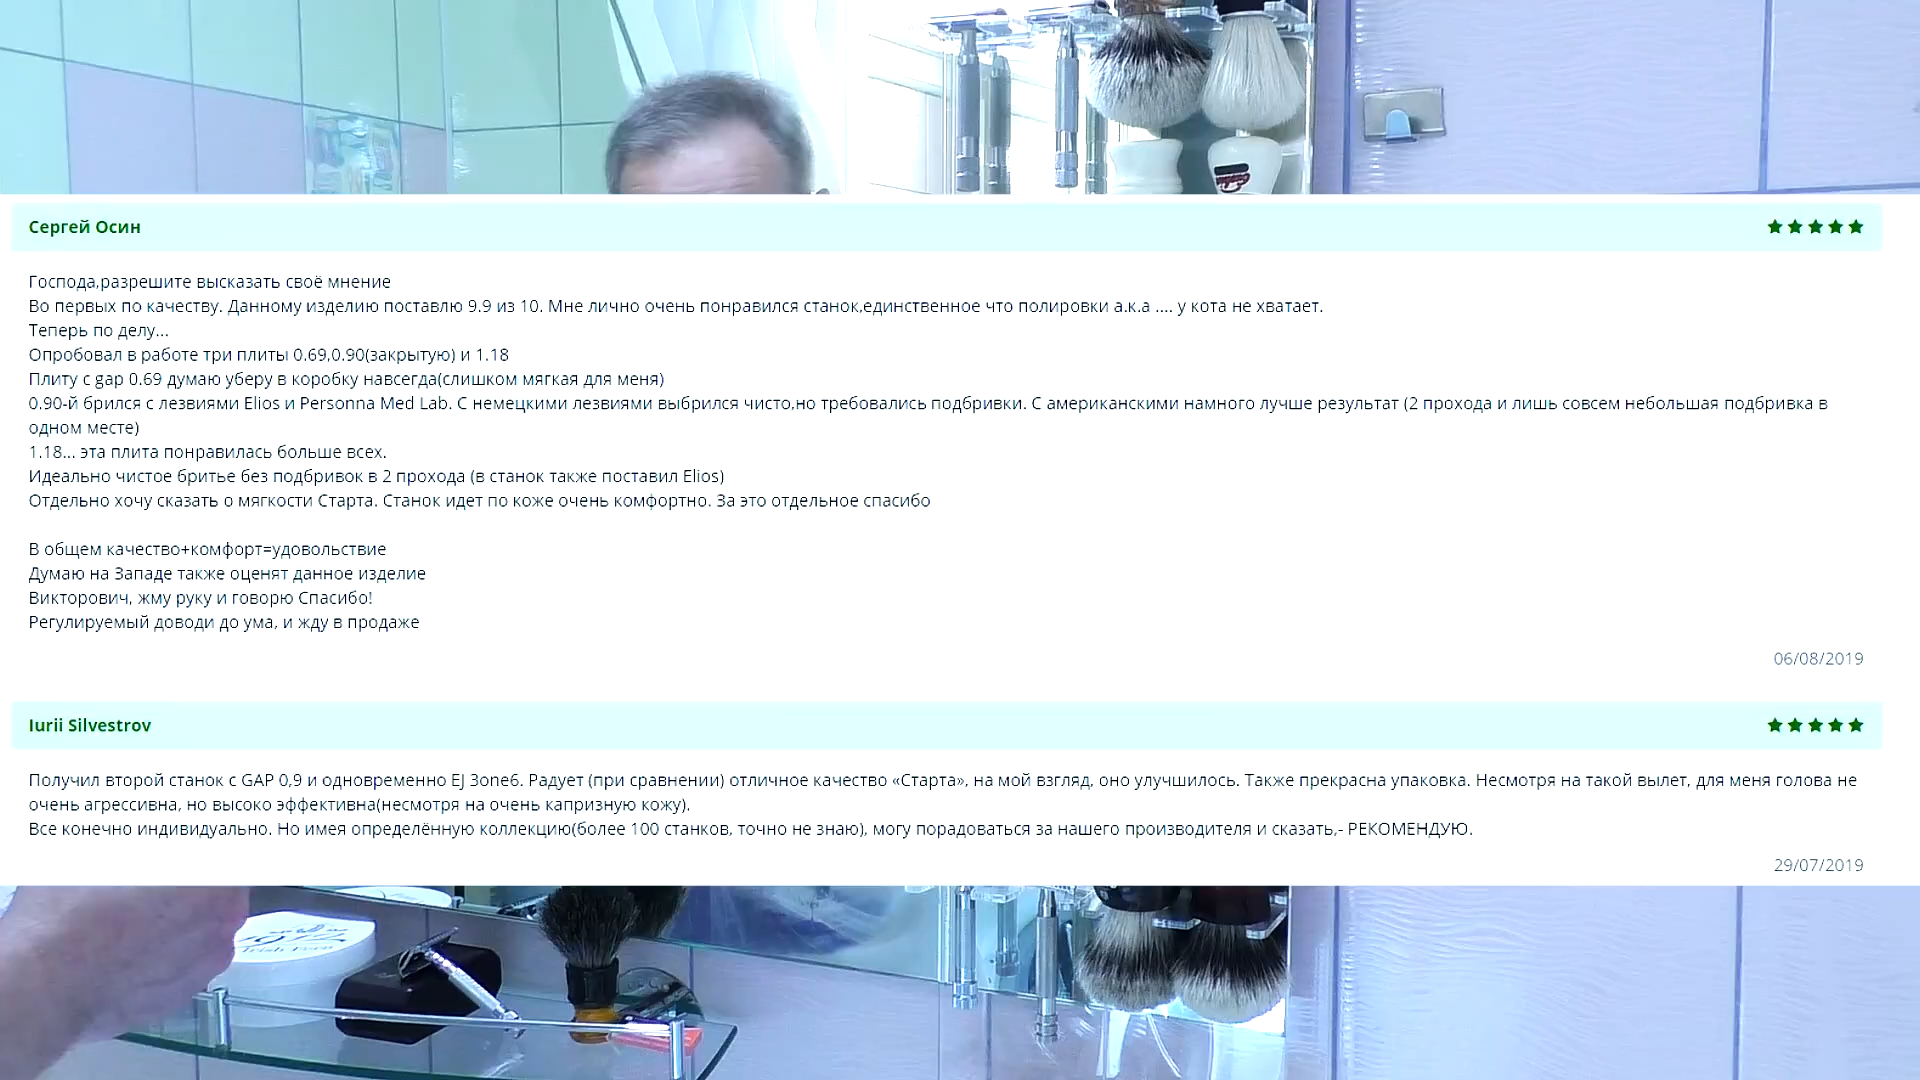 Сергей Осин
Господа,разрешите высказать своё мнение
Во первых по качеству. Данному изделию поставлю 9.9 из 10. Мне лично очень понравился станок,единственное что полировки а.к.а .... у кота не хватает.
Теперь по делу...
Опробовал в работе три плиты 0.69,0.90(закрытую) и 1.18
Плиту с gap 0.69 думаю уберу в коробку навсегда(слишком мягкая для меня)
0.90-й брился с лезвиями Elios и Personna Med Lab. С немецкими лезвиями выбрился чисто,но требовались подбривки. С американскими намного лучше результат (2 прохода и лишь совсем небольшая подбривка в
одном месте)
1.18... эта плита понравилась больше всех.
Идеально чистое бритье без подбривок в 2 прохода (в станок также поставил Elios)
Отдельно хочу сказать о мягкости Старта. Станок идет по коже очень комфортно. За это отдельное спасибо
В общем качество+комфорт=удовольствие
Думаю на Западе также оценят данное изделие
Викторович, жму руку и говорю Спасибо!
Регулируемый доводи до ума, и жду в продаже
06/08/2019
Iurii Silvestrov
Получил второй станок с GAP 0,9 и одновременно EJ 3one6. Радует (при сравнении) отличное качество «Старта», на мой взгляд, оно улучшилось. Также прекрасна упаковка. Несмотря на такой вылет, для меня голова не
очень агрессивна, но высоко эффективна(несмотря на очень капризную кожу).
Все конечно индивидуально. Но имея определённую коллекцию(более 100 станков, точно не знаю), могу порадоваться за нашего производителя и сказать,- РЕКОМЕНДУЮ.
29/07/2019